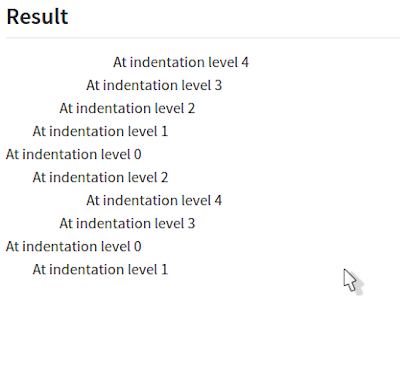 Result
At indentation level 4
At indentation level 3
At indentation level 2
At indentation level 1
At indentation level 0
At indentation level 2
At indentation level 4
At indentation level 3
At indentation level 0
At indentation level 1